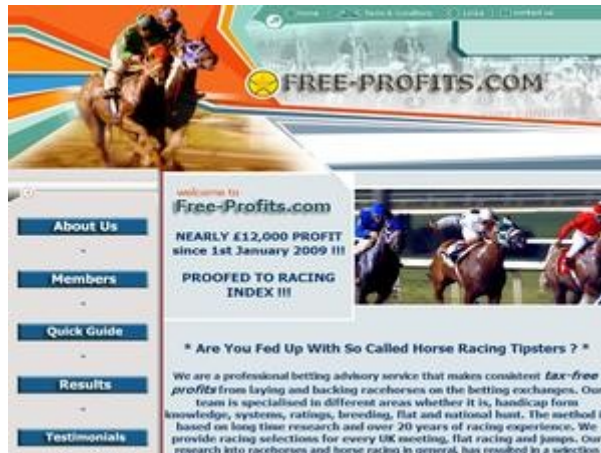 home Terms & Conditions Links contact us
FREE-PROFITS.COM
welcome to
Free-Profits.com
NEARLY £12,000 PROFIT
since 1st January 2009 !!!
PROOFED TO RACING
INDEX !!!
About Us
Members
Quick Guide
Results
Testimonials
* Are You Fed Up With So Called Horse Racing Tipsters ? *
We are a professional betting advisory service that makes consistent tax-free
profits from laying and backing racehorses on the betting exchanges. Our
team is specialised in different areas whether it is, handicap form
knowledge, systems, ratings, breeding, flat and national hunt. The method is
based on long time research and over 20 years of racing experience. We
provide racing selections for every UK meeting, flat racing and jumps. Our
research into racehorses and horse racing in general, has resulted in a selection